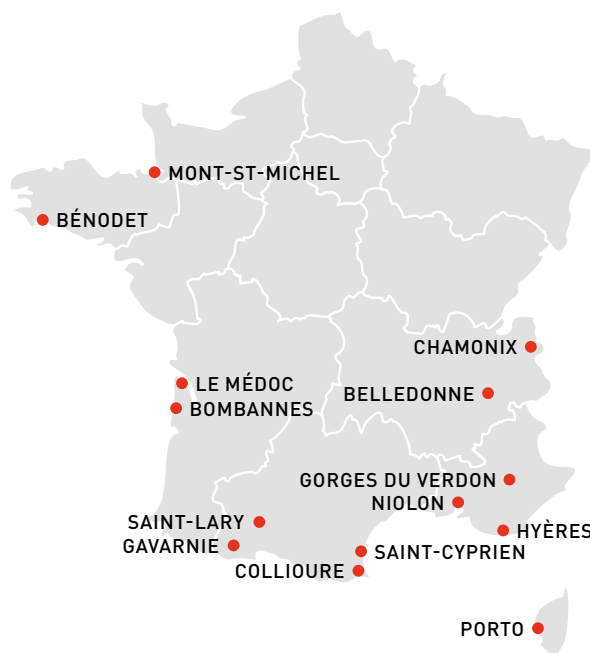 MONT-ST-MICHEL
BÉNODET
CHAMONIX
LE MÉDOC
BELLEDONNE
BOMBANNES
GORGES DU VERDON
NIOLON
SAINT-LARY
HYÈRES
GAVARNIE
SAINT-CYPRIEN
COLLIOURE
PORTO